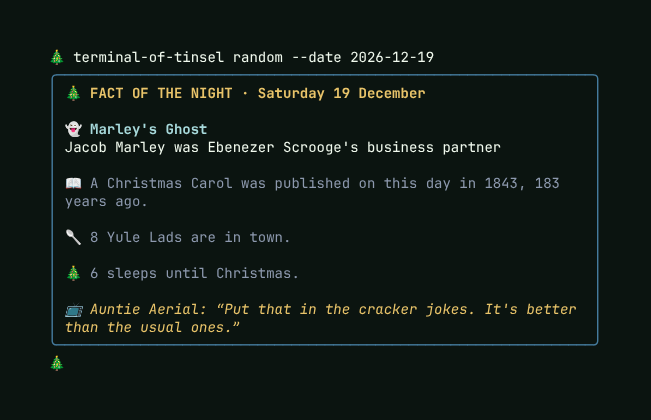 🎄 terminal-of-tinsel random --date 2026-12-19
🎄 FACT OF THE NIGHT · Saturday 19 December
👻 Marley's Ghost
Jacob Marley was Ebenezer Scrooge's business partner
📖 A Christmas Carol was published on this day in 1843, 183
years ago.
🥄 8 Yule Lads are in town.
🎄 6 sleeps until Christmas.
📺 Auntie Aerial: “Put that in the cracker jokes. It's better
than the usual ones.”
🎄